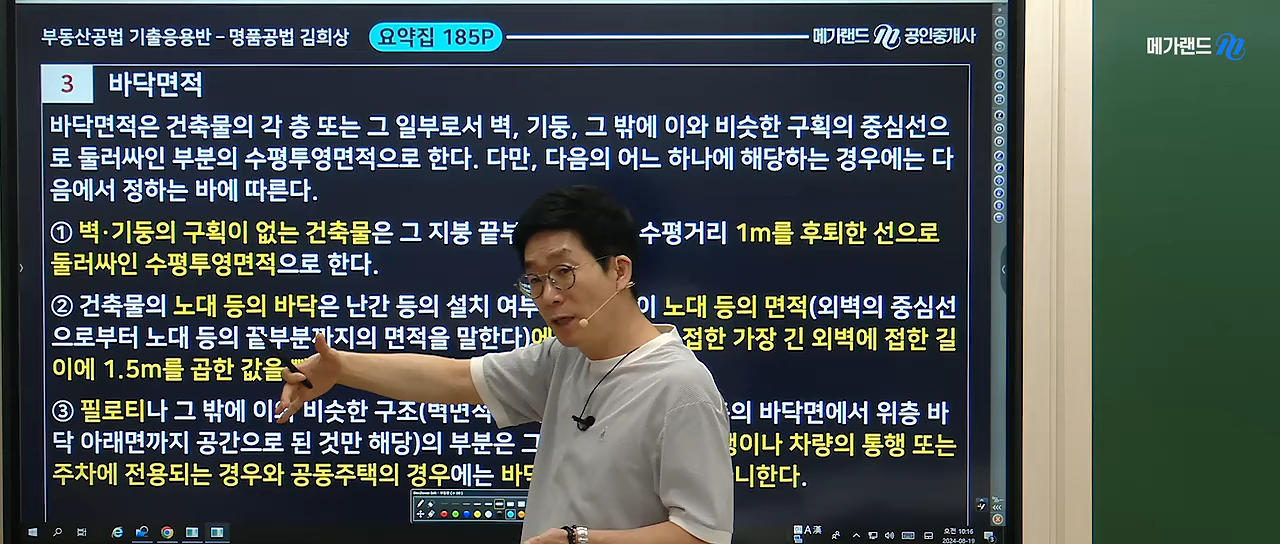 부동산공법 기출응용반 – 명품공법 김희상
요약집 185P
메가랜드 공인중개사
메가랜드
3 바닥면적
바닥면적은 건축물의 각 층 또는 그 일부로서 벽, 기둥, 그 밖에 이와 비슷한 구획의 중심선으
로 둘러싸인 부분의 수평투영면적으로 한다. 다만, 다음의 어느 하나에 해당하는 경우에는 다
음에서 정하는 바에 따른다.
① 벽·기둥의 구획이 없는 건축물은 그 지붕 끝부 수평거리 1m를 후퇴한 선으로
둘러싸인 수평투영면적으로 한다.
② 건축물의 노대 등의 바닥은 난간 등의 설치 여부 이 노대 등의 면적(외벽의 중심선
으로부터 노대 등의 끝부분까지의 면적을 말한다)에 접한 가장 긴 외벽에 접한 길
이에 1.5m를 곱한 값을
③ 필로티나 그 밖에 이와 비슷한 구조(벽면적 의 바닥면에서 위층 바
닥 아래면까지 공간으로 된 것만 해당)의 부분은 그 이나 차량의 통행 또는
주차에 전용되는 경우와 공동주택의 경우에는 바닥 니한다.
오전 10:16
2024-08-19